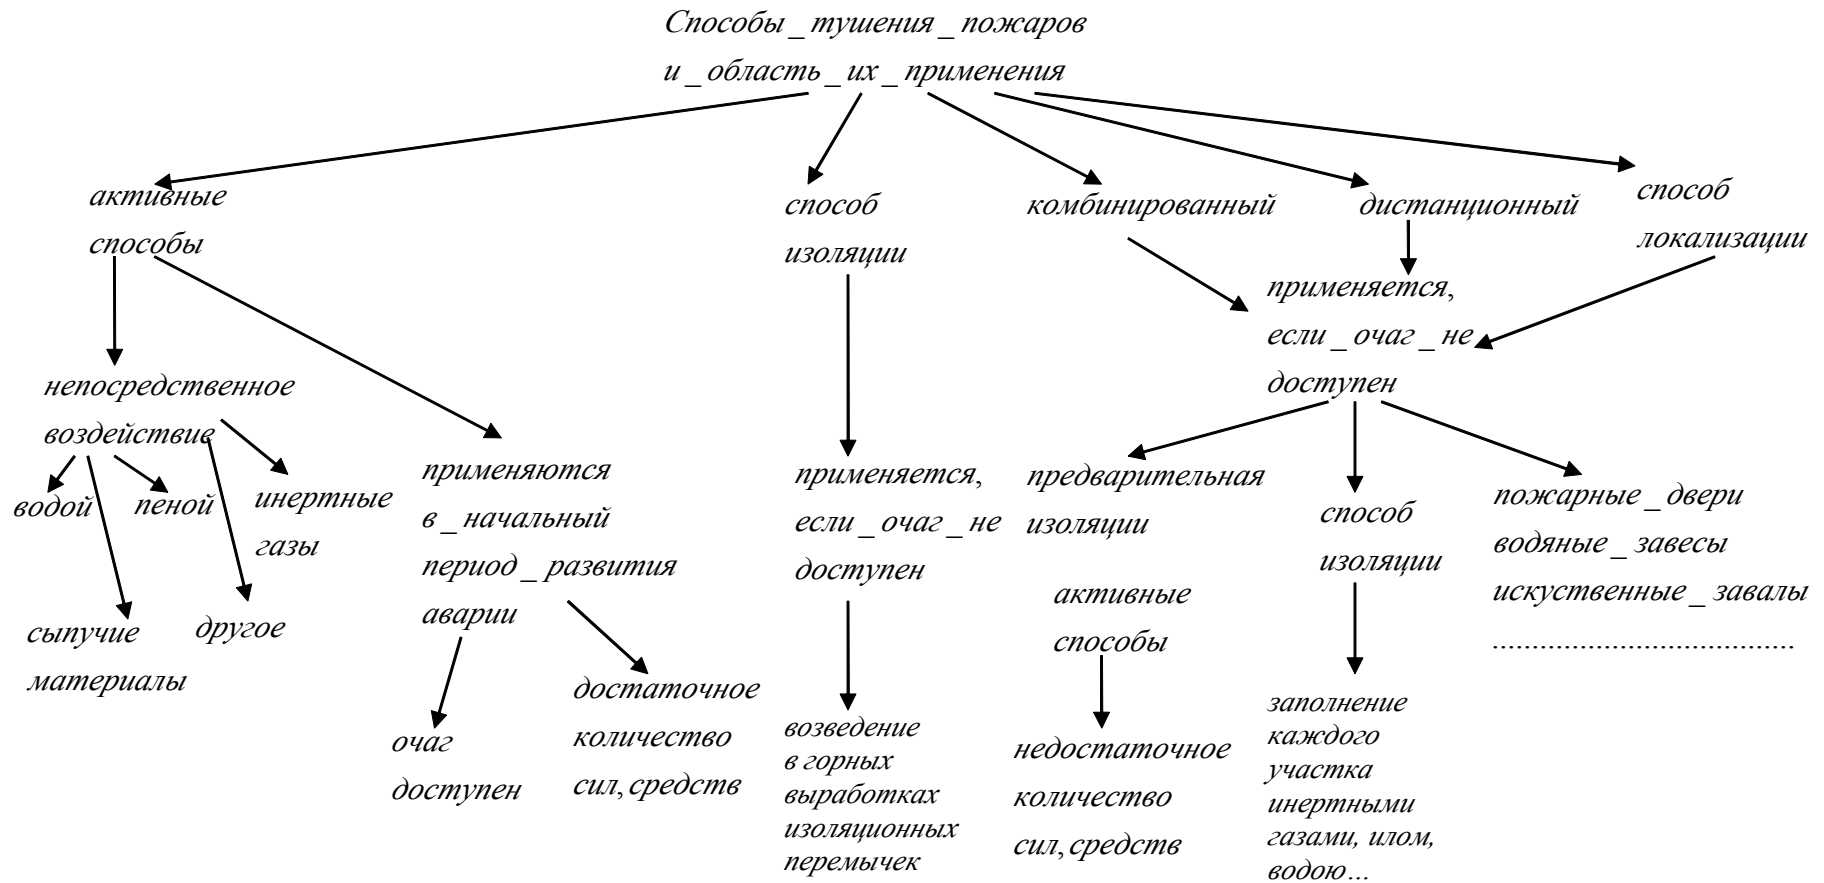 Способы _ тушения _ пожаров
и _ область _ их _ применения
активные
способы
способ
изоляции
комбинированный
дистанционный
способ
локализации
применяется,
если _ очаг _ не
доступен
непосредственное
воздействие
водой
пеной
инертные
газы
сыпучие
материалы
другое
применяются
в _ начальный
период _ развития
аварии
очаг
доступен
достаточное
количество
сил, средств
применяется,
если _ очаг _ не
доступен
возведение
в горных
выработках
изоляционных
перемычек
предварительная
изоляции
активные
способы
недостаточное
количество
сил, средств
способ
изоляции
заполнение
каждого
участка
инертными
газами, илом,
водою...
пожарные _ двери
водяные _ завесы
искуственные _ завалы
......................................